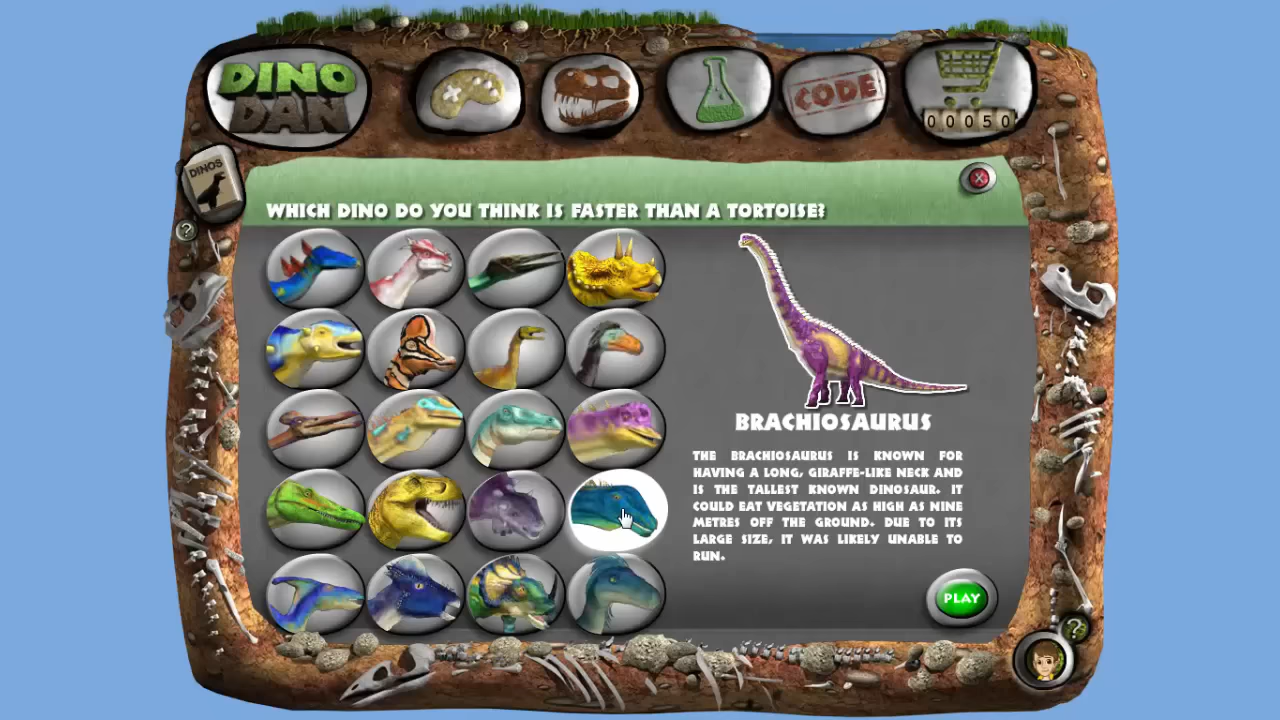 DINO
DAN
CODE
00050
DINOS
?
WHICH DINO DO YOU THINK IS FASTER THAN A TORTOISE?
BRACHIOSAURUS
THE BRACHIOSAURUS IS KNOWN FOR
HAVING A LONG, GIRAFFE-LIKE NECK AND
IS THE TALLEST KNOWN DINOSAUR. IT
COULD EAT VEGETATION AS HIGH AS NINE
METRES OFF THE GROUND. DUE TO ITS
LARGE SIZE, IT WAS LIKELY UNABLE TO
RUN.
PLAY
?